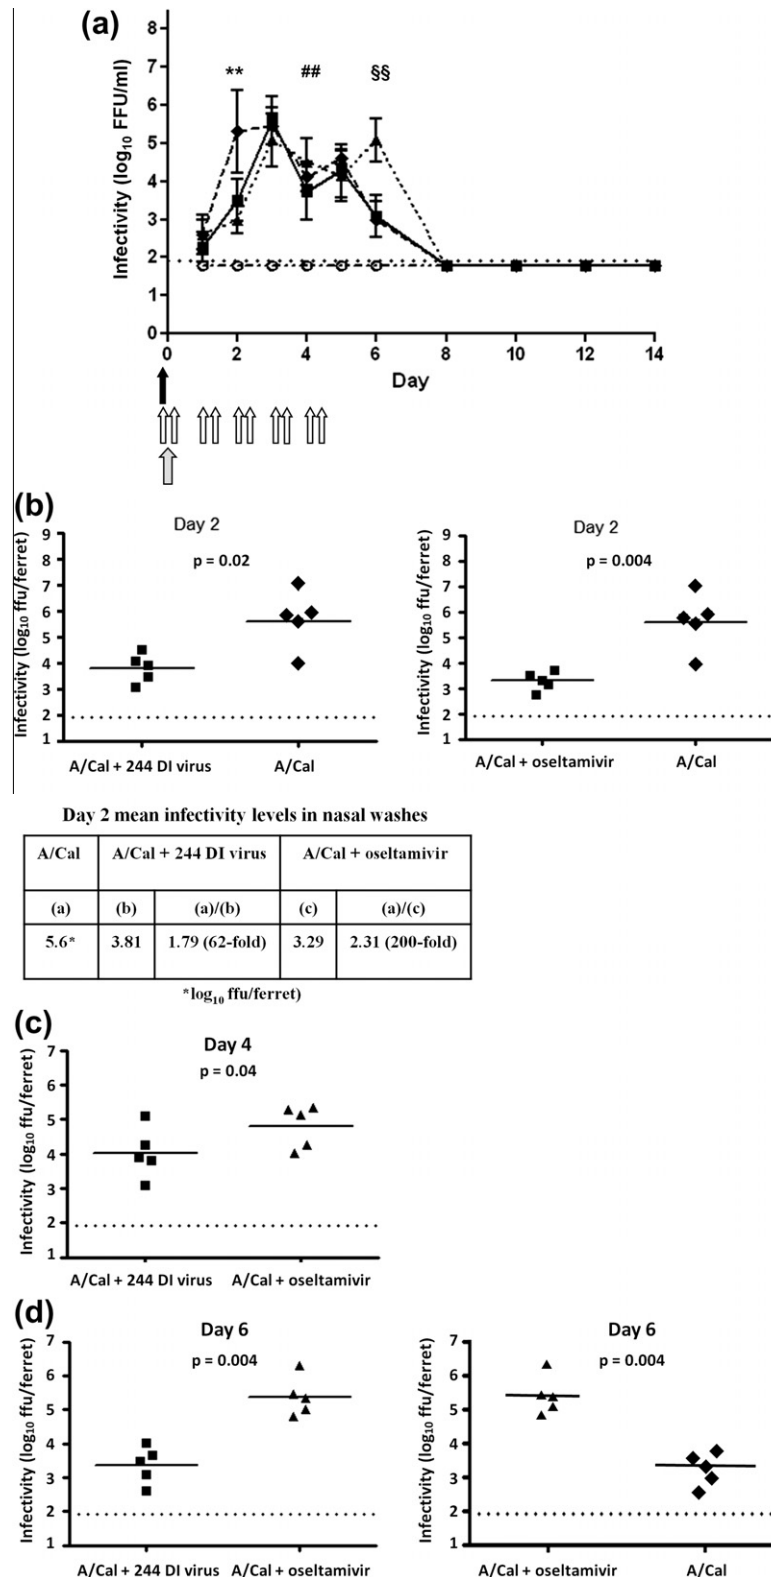 (a)
Infectivity (log10 FFU/ml)
8
7
6
5
4
3
2
1
0
** ## §§
0 2 4 6 8 10 12 14
Day
(b)
Day 2
p = 0.02
Infectivity (log10 ffu/ferret)
9
8
7
6
5
4
3
2
1
A/Cal + 244 DI virus A/Cal
Day 2
p = 0.004
Infectivity (log10 ffu/ferret)
9
8
7
6
5
4
3
2
1
A/Cal + oseltamivir A/Cal
Day 2 mean infectivity levels in nasal washes
A/Cal A/Cal + 244 DI virus A/Cal + oseltamivir
(a) (b) (a)/(b) (c) (a)/(c)
5.6* 3.81 1.79 (62-fold) 3.29 2.31 (200-fold)
*log10 ffu/ferret)
(c)
Day 4
p = 0.04
Infectivity (log10 ffu/ferret)
7
6
5
4
3
2
1
A/Cal + 244 DI virus A/Cal + oseltamivir
(d)
Day 6
p = 0.004
Infectivity (log10 ffu/ferret)
7
6
5
4
3
2
1
A/Cal + 244 DI virus A/Cal + oseltamivir
Day 6
p = 0.004
Infectivity (log10 ffu/ferret)
7
6
5
4
3
2
1
A/Cal + oseltamivir A/Cal